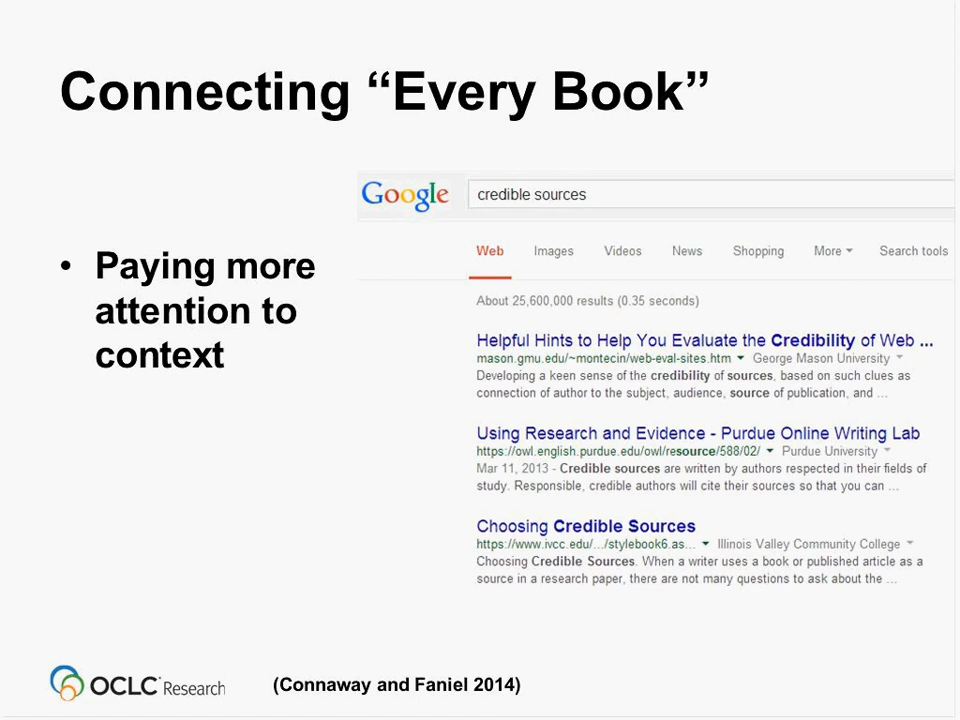 Connecting “Every Book”
• Paying more
attention to
context
Google credible sources
Web Images Videos News Shopping More Search tools
About 25,600,000 results (0.35 seconds)
Helpful Hints to Help You Evaluate the Credibility of Web ...
mason.gmu.edu/~montecin/web-eval-sites.htm George Mason University
Developing a keen sense of the credibility of sources, based on such clues as
connection of author to the subject, audience, source of publication, and ...
Using Research and Evidence - Purdue Online Writing Lab
https://owl.english.purdue.edu/owl/resource/588/02/ Purdue University
Mar 11, 2013 - Credible sources are written by authors respected in their fields of
study. Responsible, credible authors will cite their sources so that you can ...
Choosing Credible Sources
https://www.ivcc.edu/.../stylebook6.as... Illinois Valley Community College
Choosing Credible Sources. When a writer uses a book or published article as a
source in a research paper, there are not many questions to ask about the ...
OCLC Research (Connaway and Faniel 2014)